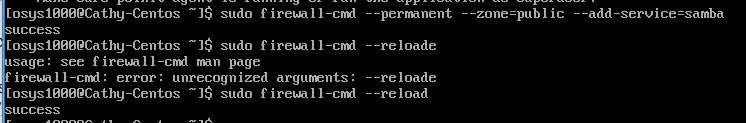 [osys1000@Cathy-Centos ~]$ sudo firewall-cmd --permanent --zone=public --add-service=samba
success
[osys1000@Cathy-Centos ~]$ sudo firewall-cmd --reloade
usage: see firewall-cmd man page
firewall-cmd: error: unrecognized arguments: --reloade
[osys1000@Cathy-Centos ~]$ sudo firewall-cmd --reload
success